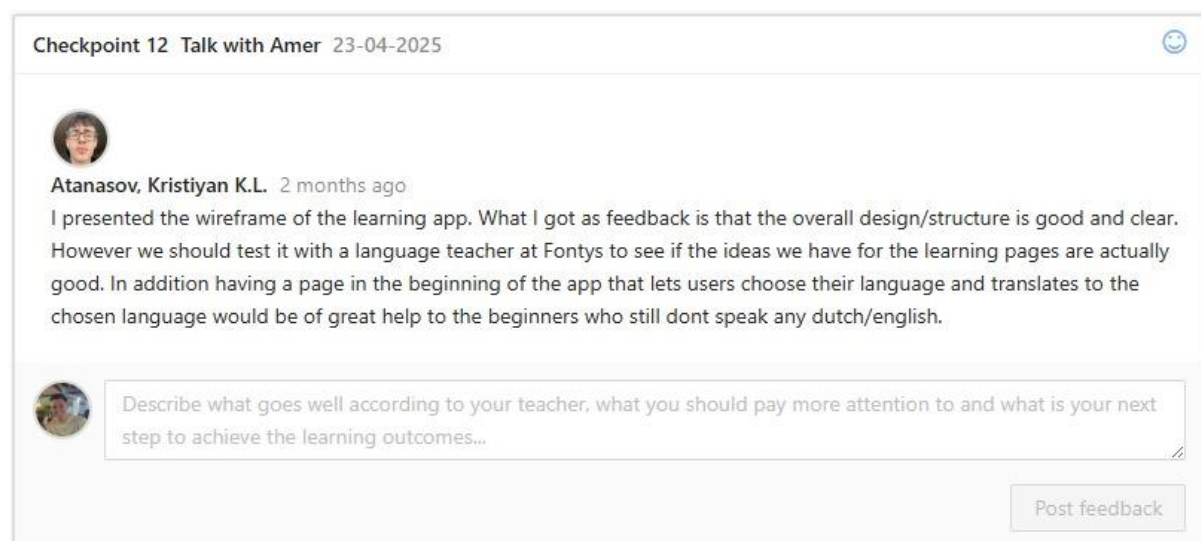 Checkpoint 12 Talk with Amer 23-04-2025
Atanasov, Kristiyan K.L. 2 months ago
I presented the wireframe of the learning app. What I got as feedback is that the overall design/structure is good and clear.
However we should test it with a language teacher at Fontys to see if the ideas we have for the learning pages are actually
good. In addition having a page in the beginning of the app that lets users choose their language and translates to the
chosen language would be of great help to the beginners who still dont speak any dutch/english.
Describe what goes well according to your teacher, what you should pay more attention to and what is your next
step to achieve the learning outcomes...
Post feedback